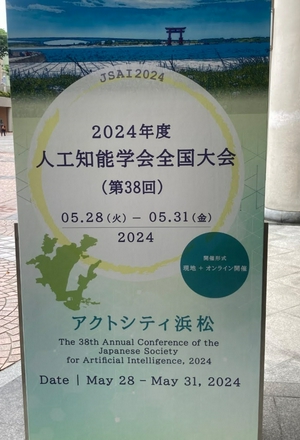 JSAI2024
2024年度
人工知能学会全国大会
（第38回）
05.28（火）－05.31（金）
2024
開催形式
現地 + オンライン開催
アクトシティ浜松
The 38th Annual Conference of the
Japanese Society
for Artificial Intelligence, 2024
Date | May 28 – May 31, 2024